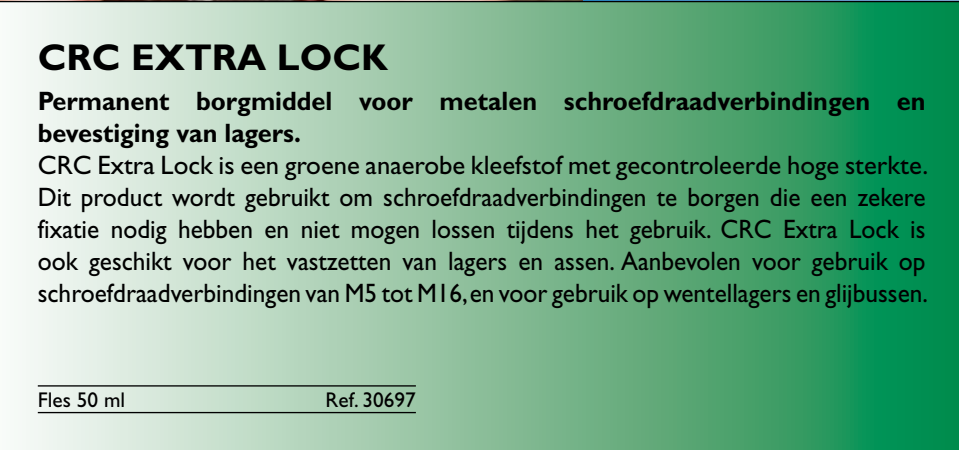 CRC EXTRA LOCK
Permanent borgmiddel voor metalen schroefdraadverbindingen en
bevestiging van lagers.
CRC Extra Lock is een groene anaerobe kleefstof met gecontroleerde hoge sterkte.
Dit product wordt gebruikt om schroefdraadverbindingen te borgen die een zekere
fixatie nodig hebben en niet mogen lossen tijdens het gebruik. CRC Extra Lock is
ook geschikt voor het vastzetten van lagers en assen. Aanbevolen voor gebruik op
schroefdraadverbindingen van M5 tot M16, en voor gebruik op wentellagers en glijbussen.
Fles 50 ml Ref. 30697